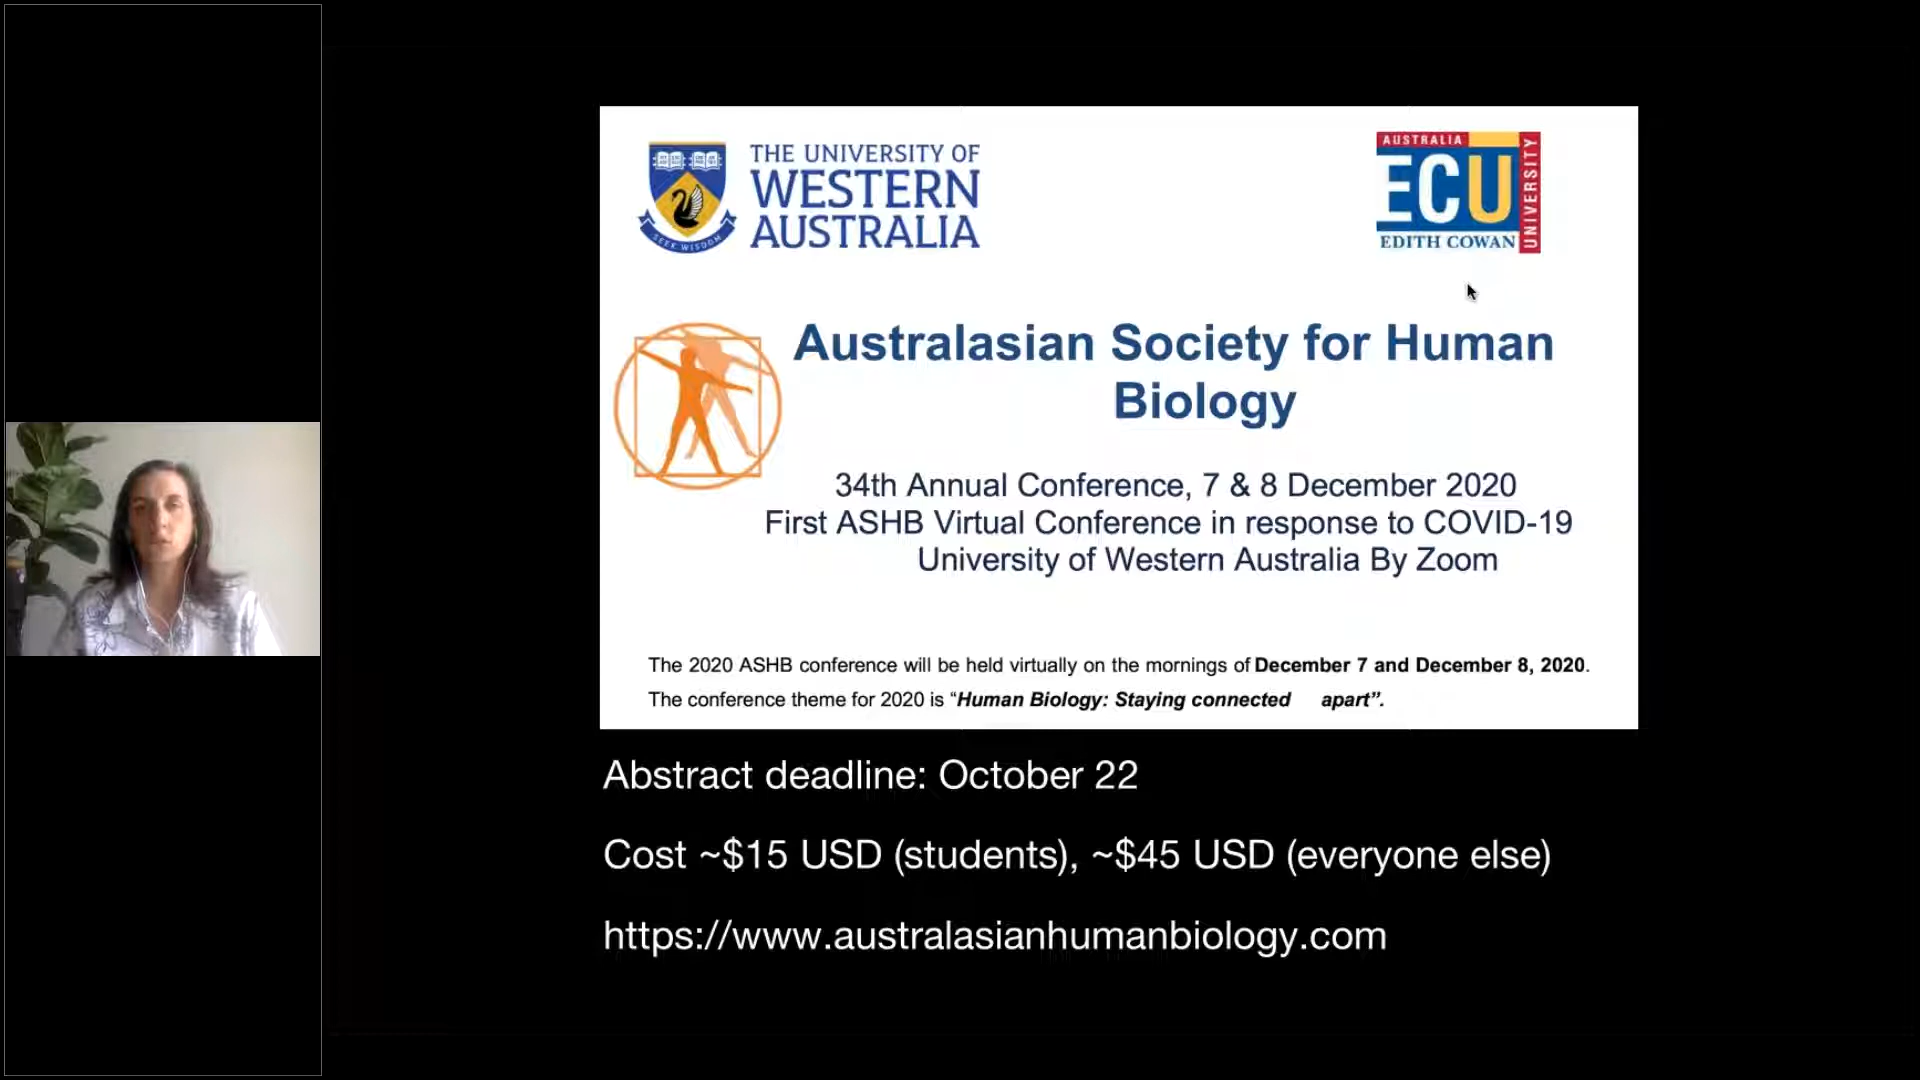 THE UNIVERSITY OF
WESTERN
AUSTRALIA
SEEK WISDOM
AUSTRALIA
ECU
EDITH COWAN
UNIVERSITY
Australasian Society for Human
Biology
34th Annual Conference, 7 & 8 December 2020
First ASHB Virtual Conference in response to COVID-19
University of Western Australia By Zoom
The 2020 ASHB conference will be held virtually on the mornings of December 7 and December 8, 2020.
The conference theme for 2020 is “Human Biology: Staying connected apart”.
Abstract deadline: October 22
Cost ~$15 USD (students), ~$45 USD (everyone else)
https://www.australasianhumanbiology.com